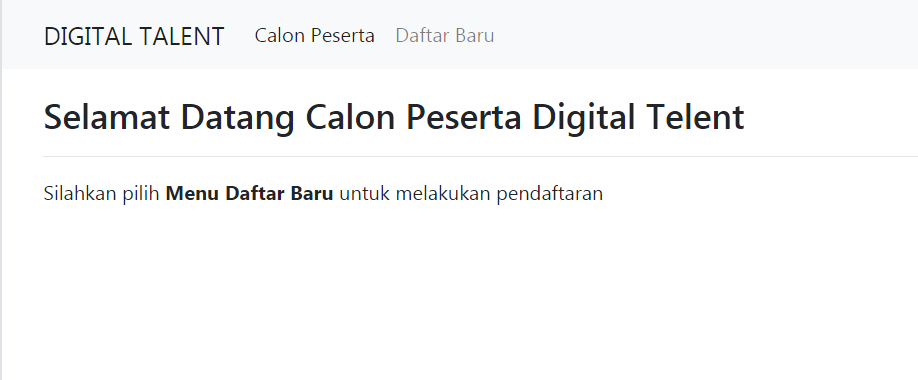 DIGITAL TALENT Calon Peserta Daftar Baru
Selamat Datang Calon Peserta Digital Telent
Silahkan pilih Menu Daftar Baru untuk melakukan pendaftaran